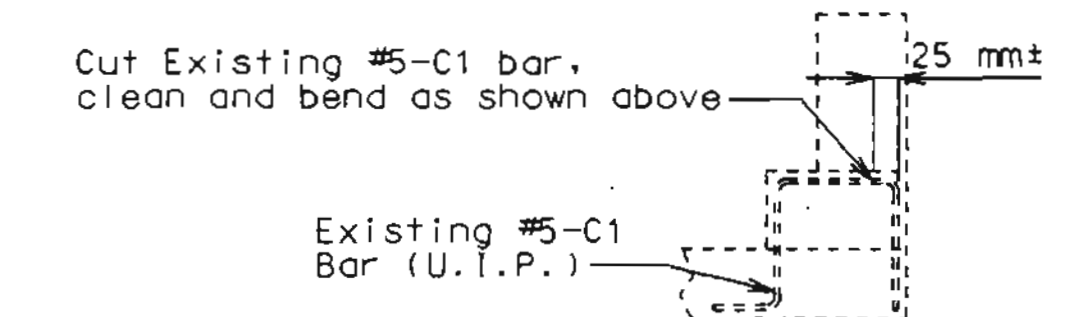 Cut Existing #5-C1 bar,
clean and bend as shown above
25 mm±
Existing #5-C1
Bar (U.I.P.)